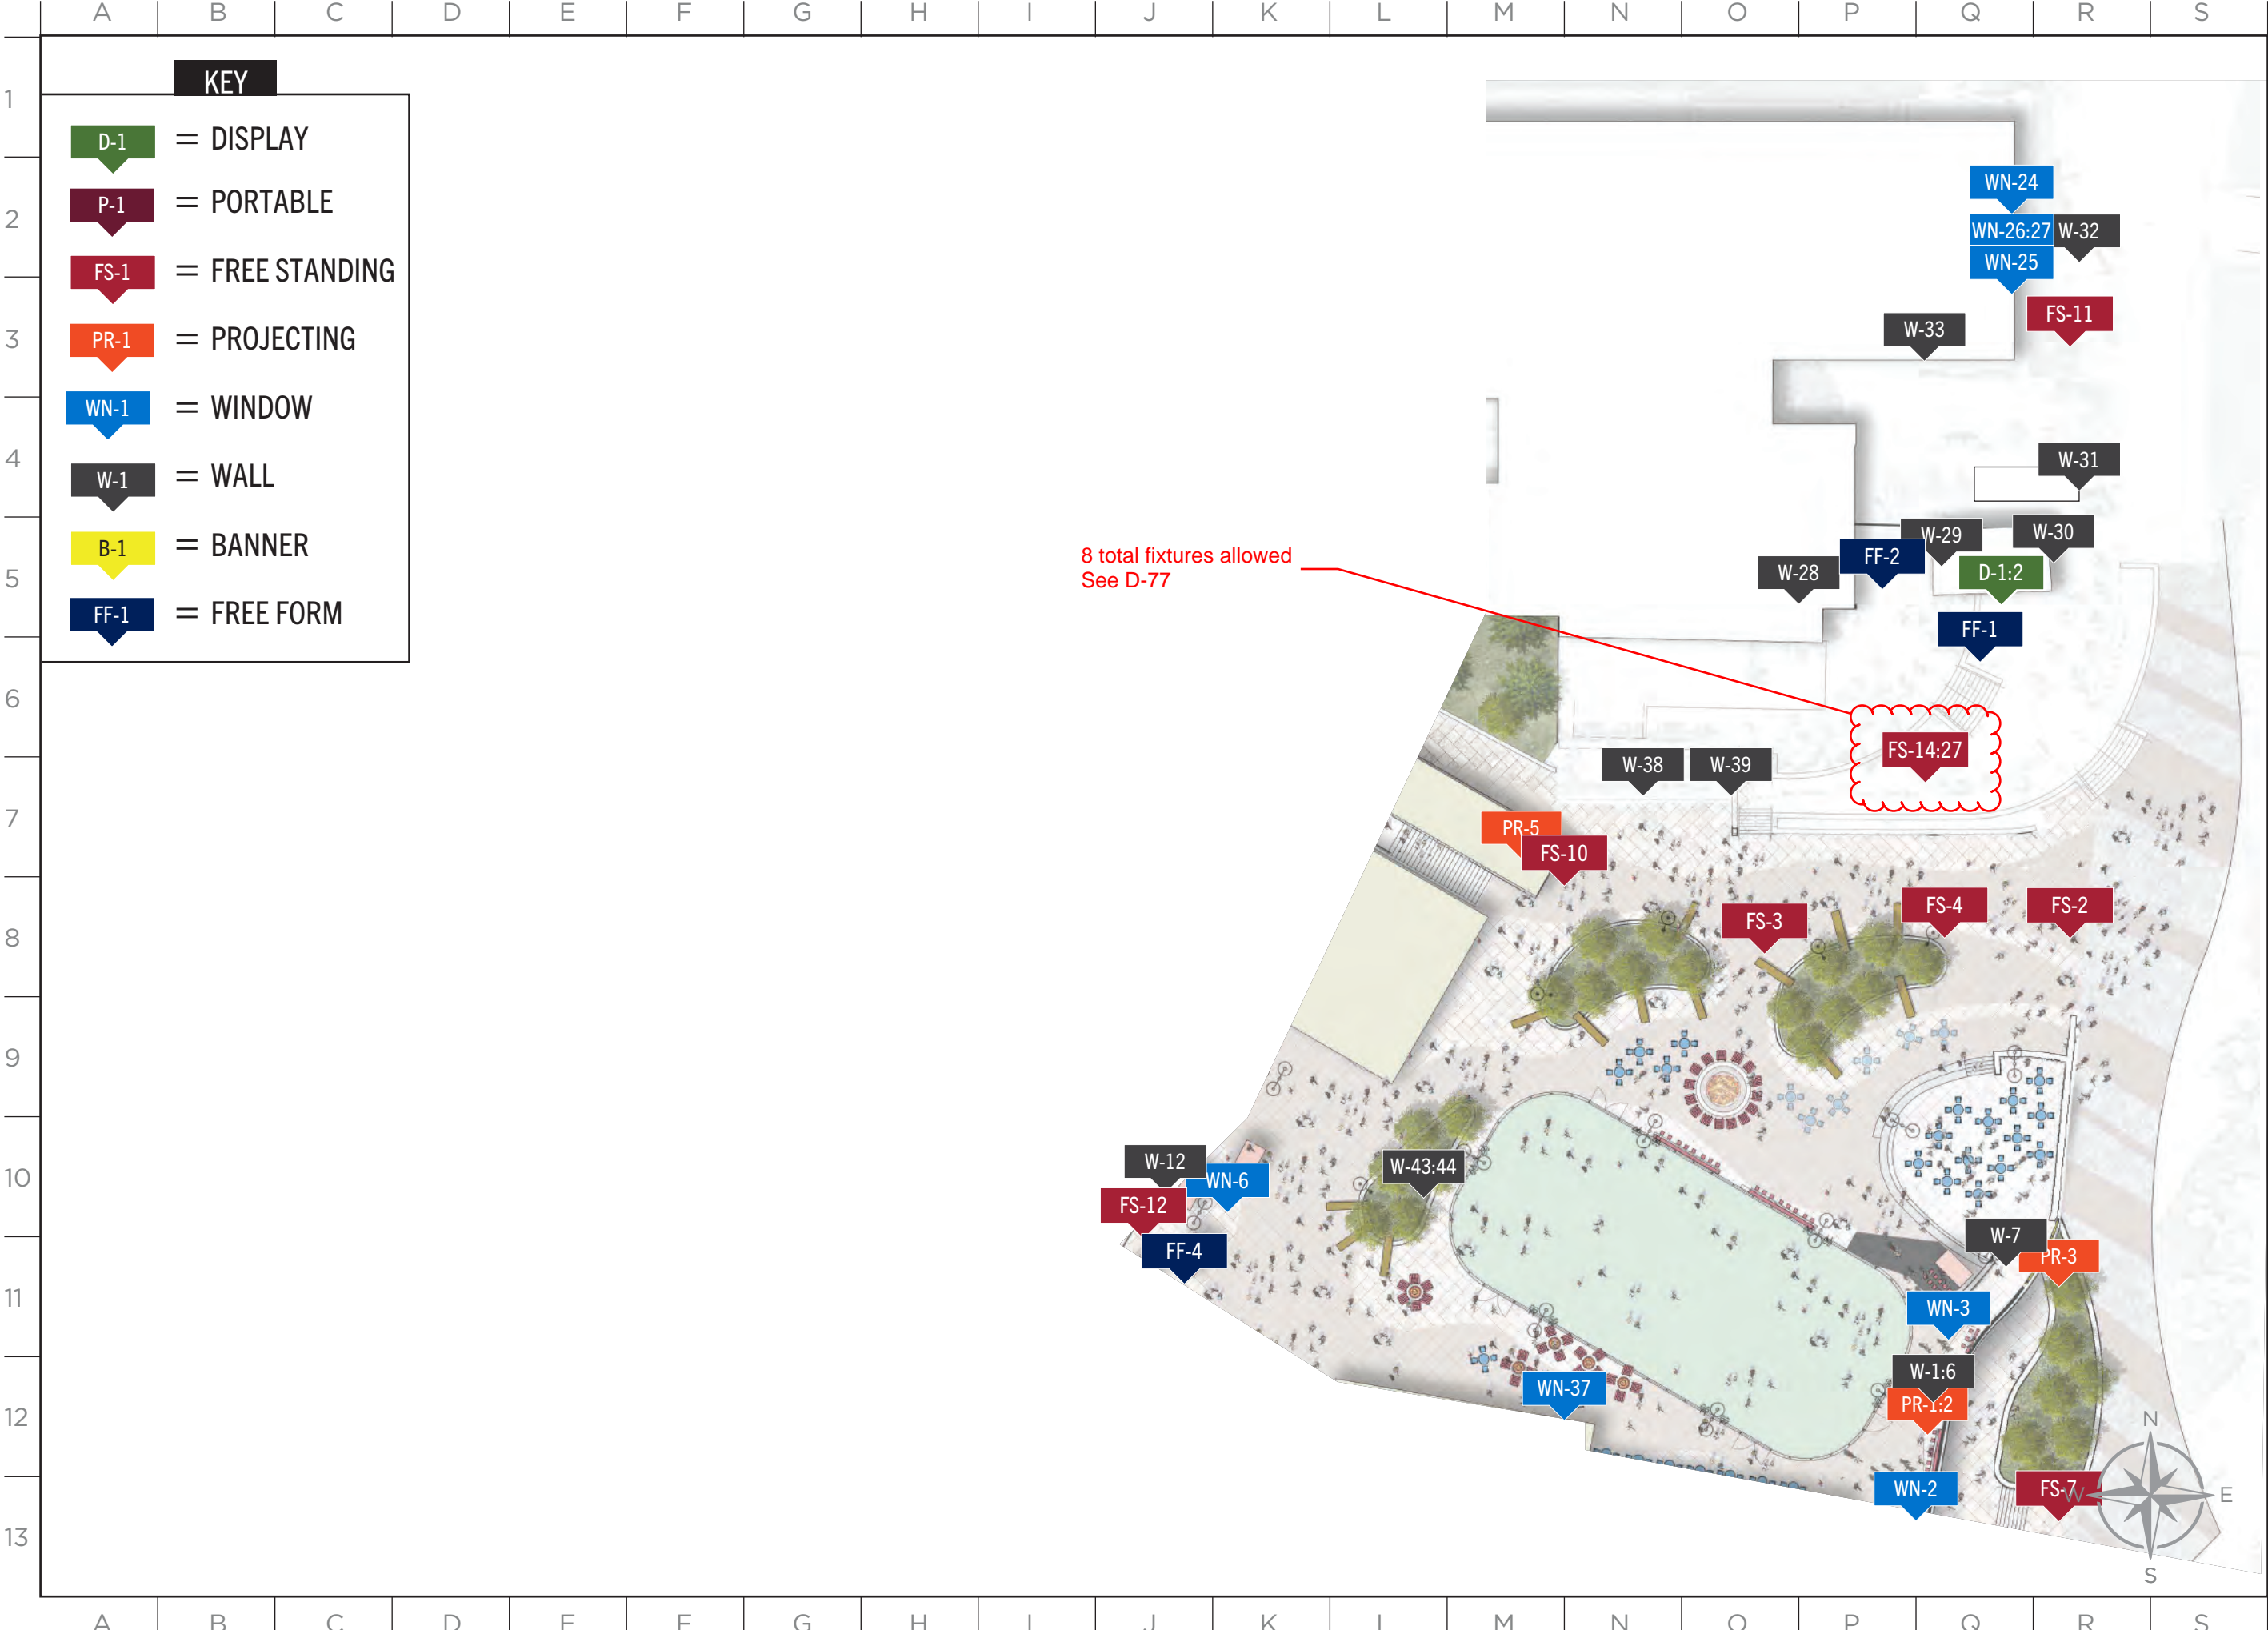 A B C D E F G H I J K L M N O P Q R S
1
2
3
4
5
6
7
8
9
10
11
12
13
KEY
D-1 = DISPLAY
P-1 = PORTABLE
FS-1 = FREE STANDING
PR-1 = PROJECTING
WN-1 = WINDOW
W-1 = WALL
B-1 = BANNER
FF-1 = FREE FORM
8 total fixtures allowed
See D-77
WN-24
WN-26:27 W-32
WN-25
FS-11
W-33
W-31
W-29 W-30
FF-2
W-28 D-1:2
FF-1
FS-14:27
W-38 W-39
PR-5
FS-10
FS-3 FS-4 FS-2
W-12 W-43:44
WN-6
FS-12
FF-4
W-7
PR-3
WN-3
W-1:6
WN-37
PR-1:2
WN-2 FS-7
N
W E
S
A B C D E F G H I J K L M N O P Q R S